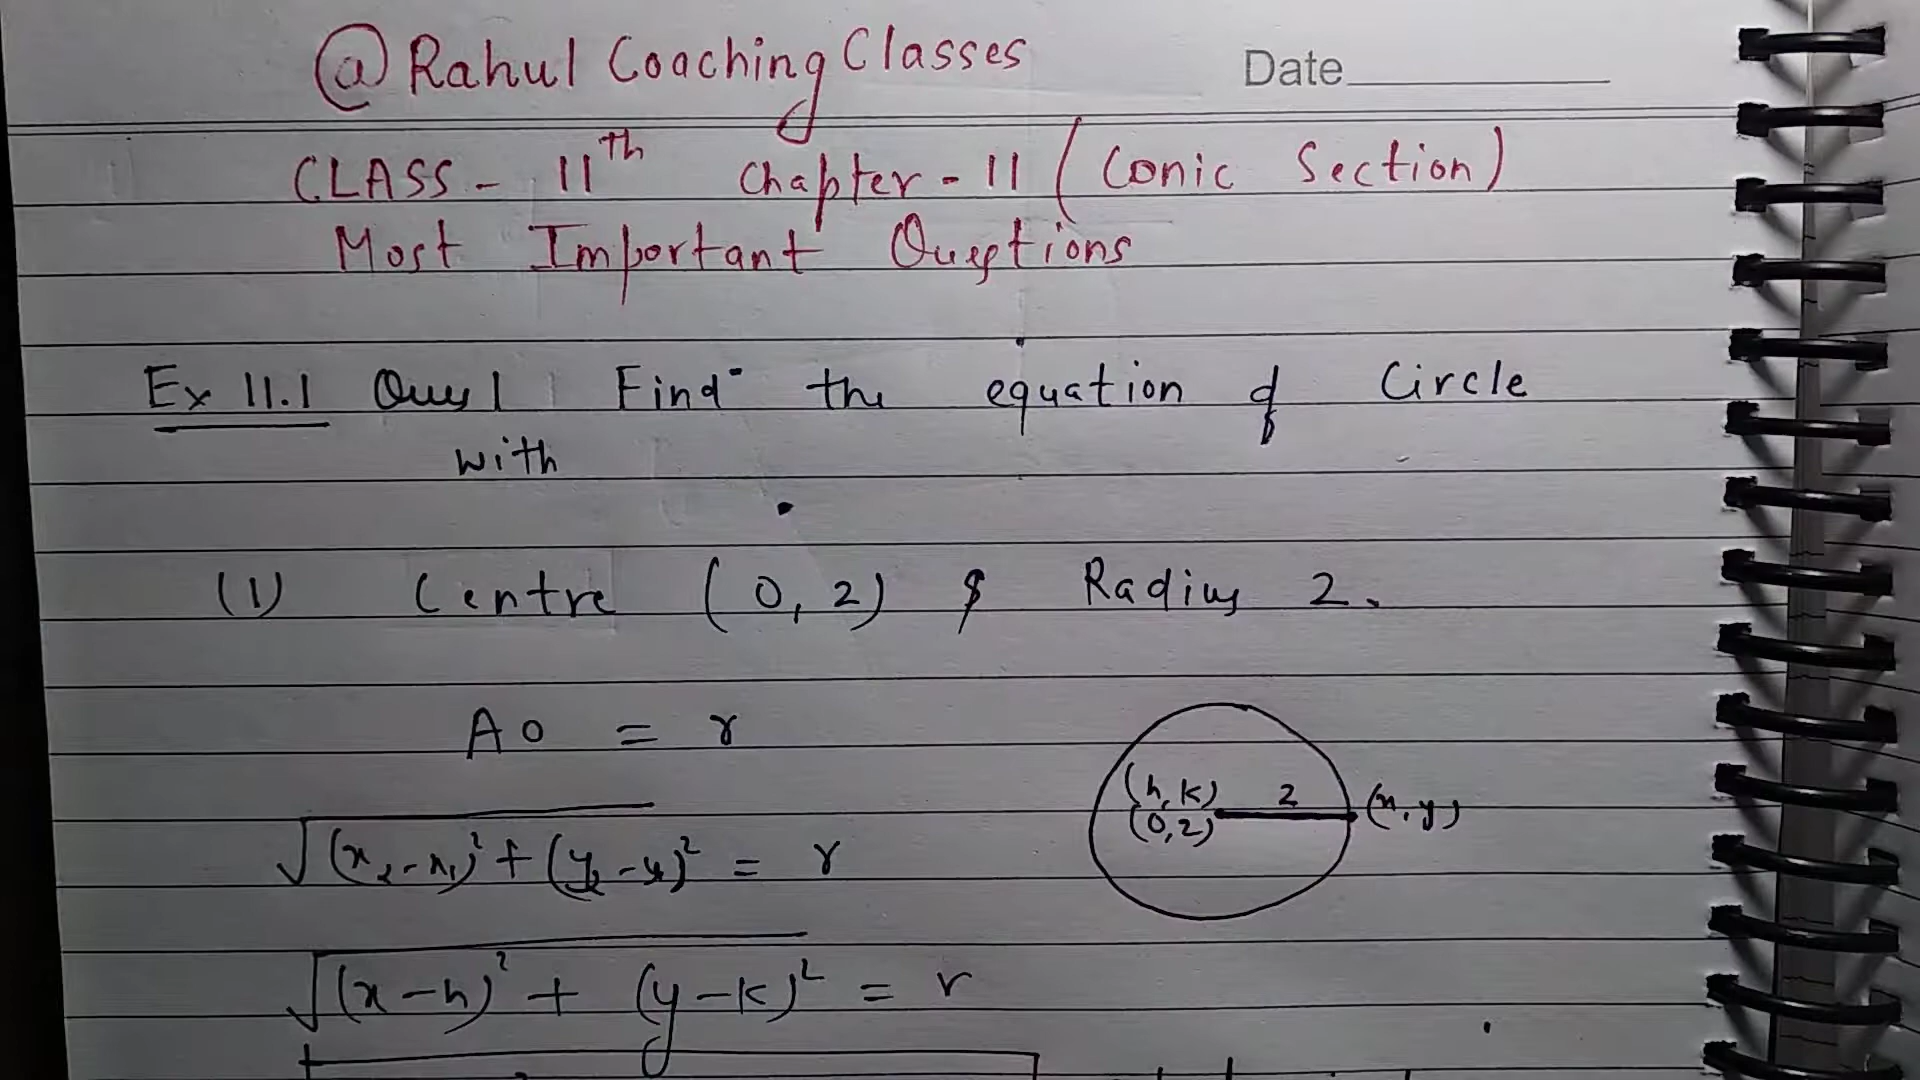 @ Rahul Coaching Classes
Date
CLASS - 11th Chapter - 11 (Conic Section)
Most Important Questions
Ex 11.1 Ques 1 Find the equation of Circle
with
(1) Centre (0, 2) & Radius 2.
AO = r
(h, k) 2 (x, y)
(0, 2)
√(x₂-x₁)² + (y₂-y₁)² = r
√(x-h)² + (y-k)² = r